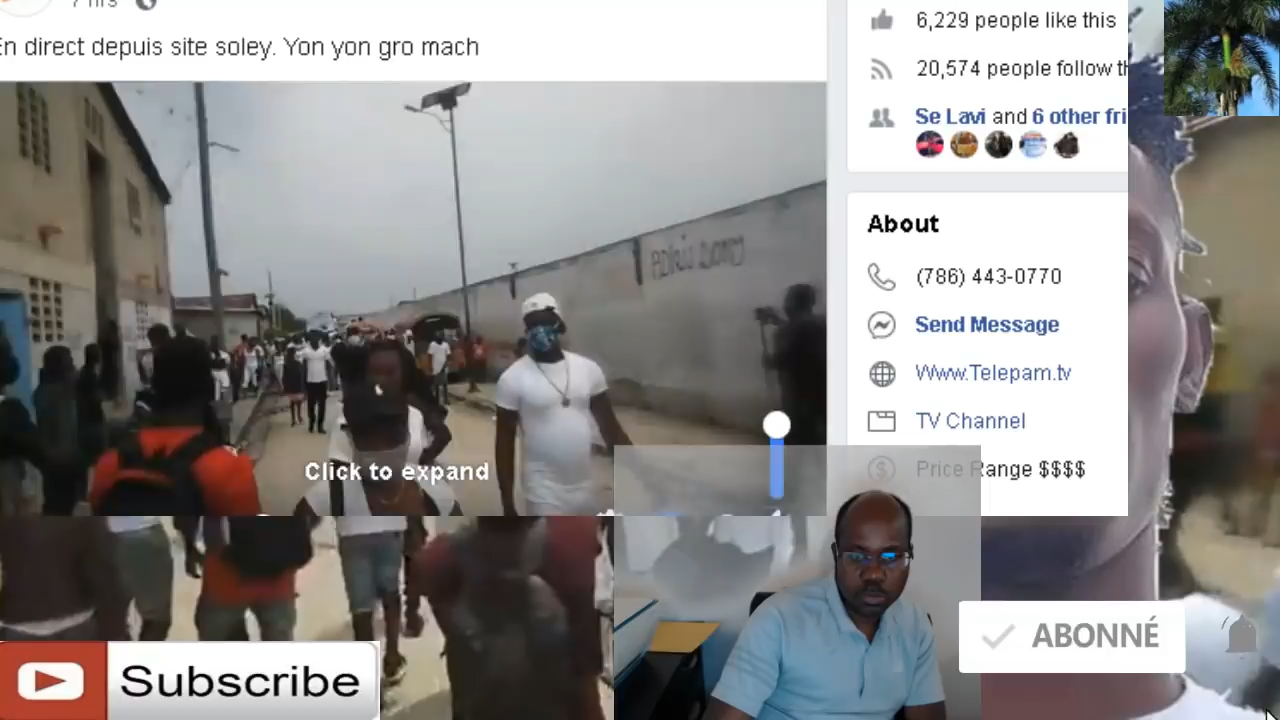 7 hrs
En direct depuis site soley. Yon yon gro mach
6,229 people like this
20,574 people follow th
Se Lavi and 6 other fri
About
(786) 443-0770
Send Message
Www.Telepam.tv
TV Channel
Price Range $$$$
Click to expand
ABONNÉ
Subscribe